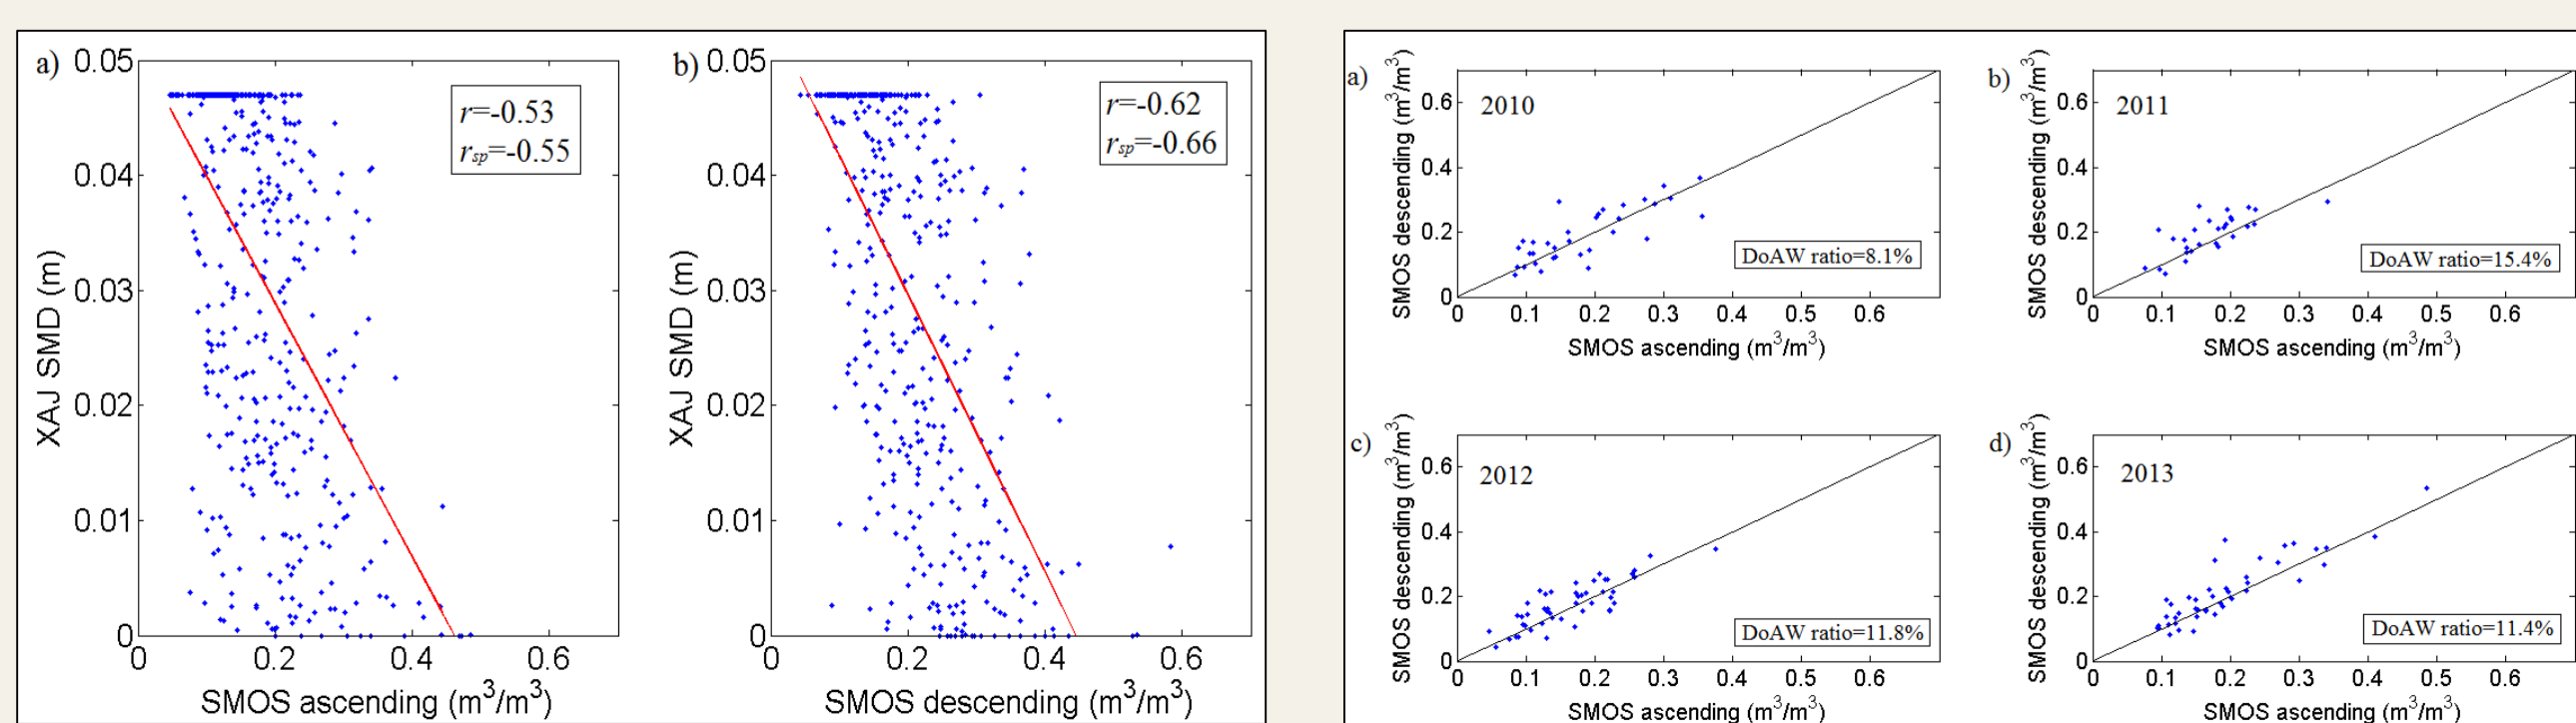 a)
0.05
0.04
0.03
0.02
0.01
0
XAJ SMD (m)
r=-0.53
rsp=-0.55
0
0.2
0.4
0.6
SMOS ascending (m³/m³)
b)
0.05
0.04
0.03
0.02
0.01
0
XAJ SMD (m)
r=-0.62
rsp=-0.66
0
0.2
0.4
0.6
SMOS descending (m³/m³)
a)
SMOS descending (m³/m³)
0.6
0.4
0.2
0
2010
DoAW ratio=8.1%
0
0.1
0.2
0.3
0.4
0.5
0.6
SMOS ascending (m³/m³)
b)
SMOS descending (m³/m³)
0.6
0.4
0.2
0
2011
DoAW ratio=15.4%
0
0.1
0.2
0.3
0.4
0.5
0.6
SMOS ascending (m³/m³)
c)
SMOS descending (m³/m³)
0.6
0.4
0.2
0
2012
DoAW ratio=11.8%
0
0.1
0.2
0.3
0.4
0.5
0.6
SMOS ascending (m³/m³)
d)
SMOS descending (m³/m³)
0.6
0.4
0.2
0
2013
DoAW ratio=11.4%
0
0.1
0.2
0.3
0.4
0.5
0.6
SMOS ascending (m³/m³)